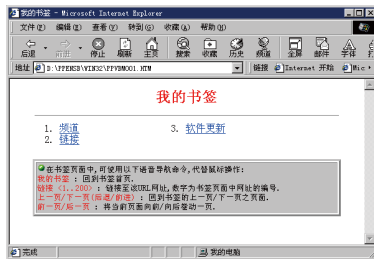 我的书签 - Microsoft Internet Explorer
文件(F) 编辑(E) 查看(V) 转到(G) 收藏(A) 帮助(H)
后退 前进 停止 刷新 主页 搜索 收藏 历史 频道 全屏 邮件 字体
地址 D:\PPENSB\WIN32\PPVBMO01.HTM 链接 Internet 开始
我的书签
1. 频道 3. 软件更新
2. 链接
在书签页面中,可使用以下语音导航命令,代替鼠标操作:
我的书签 : 回到书签首页.
链接 <1..200> : 链接至该URL网址,数字为书签页面中网址的编号.
上一页/下一页(后退/前进) : 回到书签的上一页/下一页之页面.
前一页/后一页 : 将当前页面向前/向后卷动一页.
完成 我的电脑